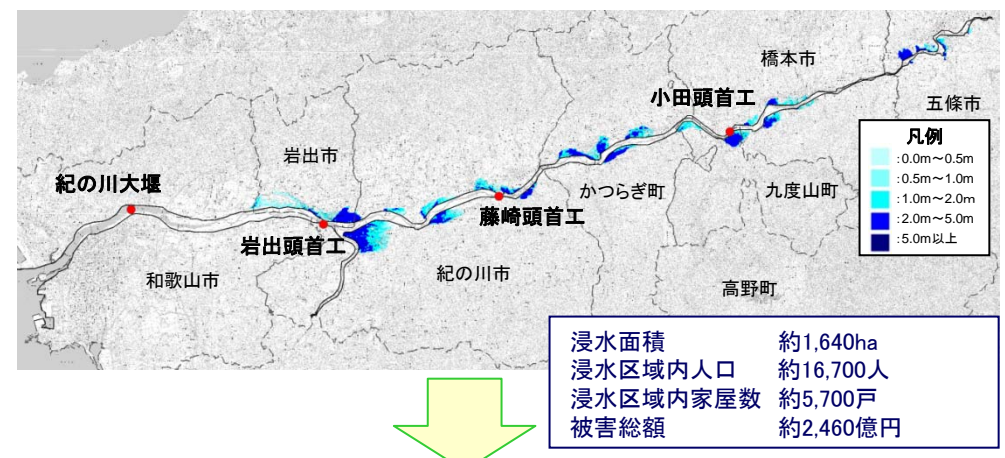 橋本市
小田頭首工
五條市
凡例
:0.0m～0.5m
:0.5m～1.0m
:1.0m～2.0m
:2.0m～5.0m
:5.0m以上
岩出市
紀の川大堰
かつらぎ町
九度山町
藤崎頭首工
岩出頭首工
和歌山市
紀の川市
高野町
浸水面積 約1,640ha
浸水区域内人口 約16,700人
浸水区域内家屋数 約5,700戸
被害総額 約2,460億円